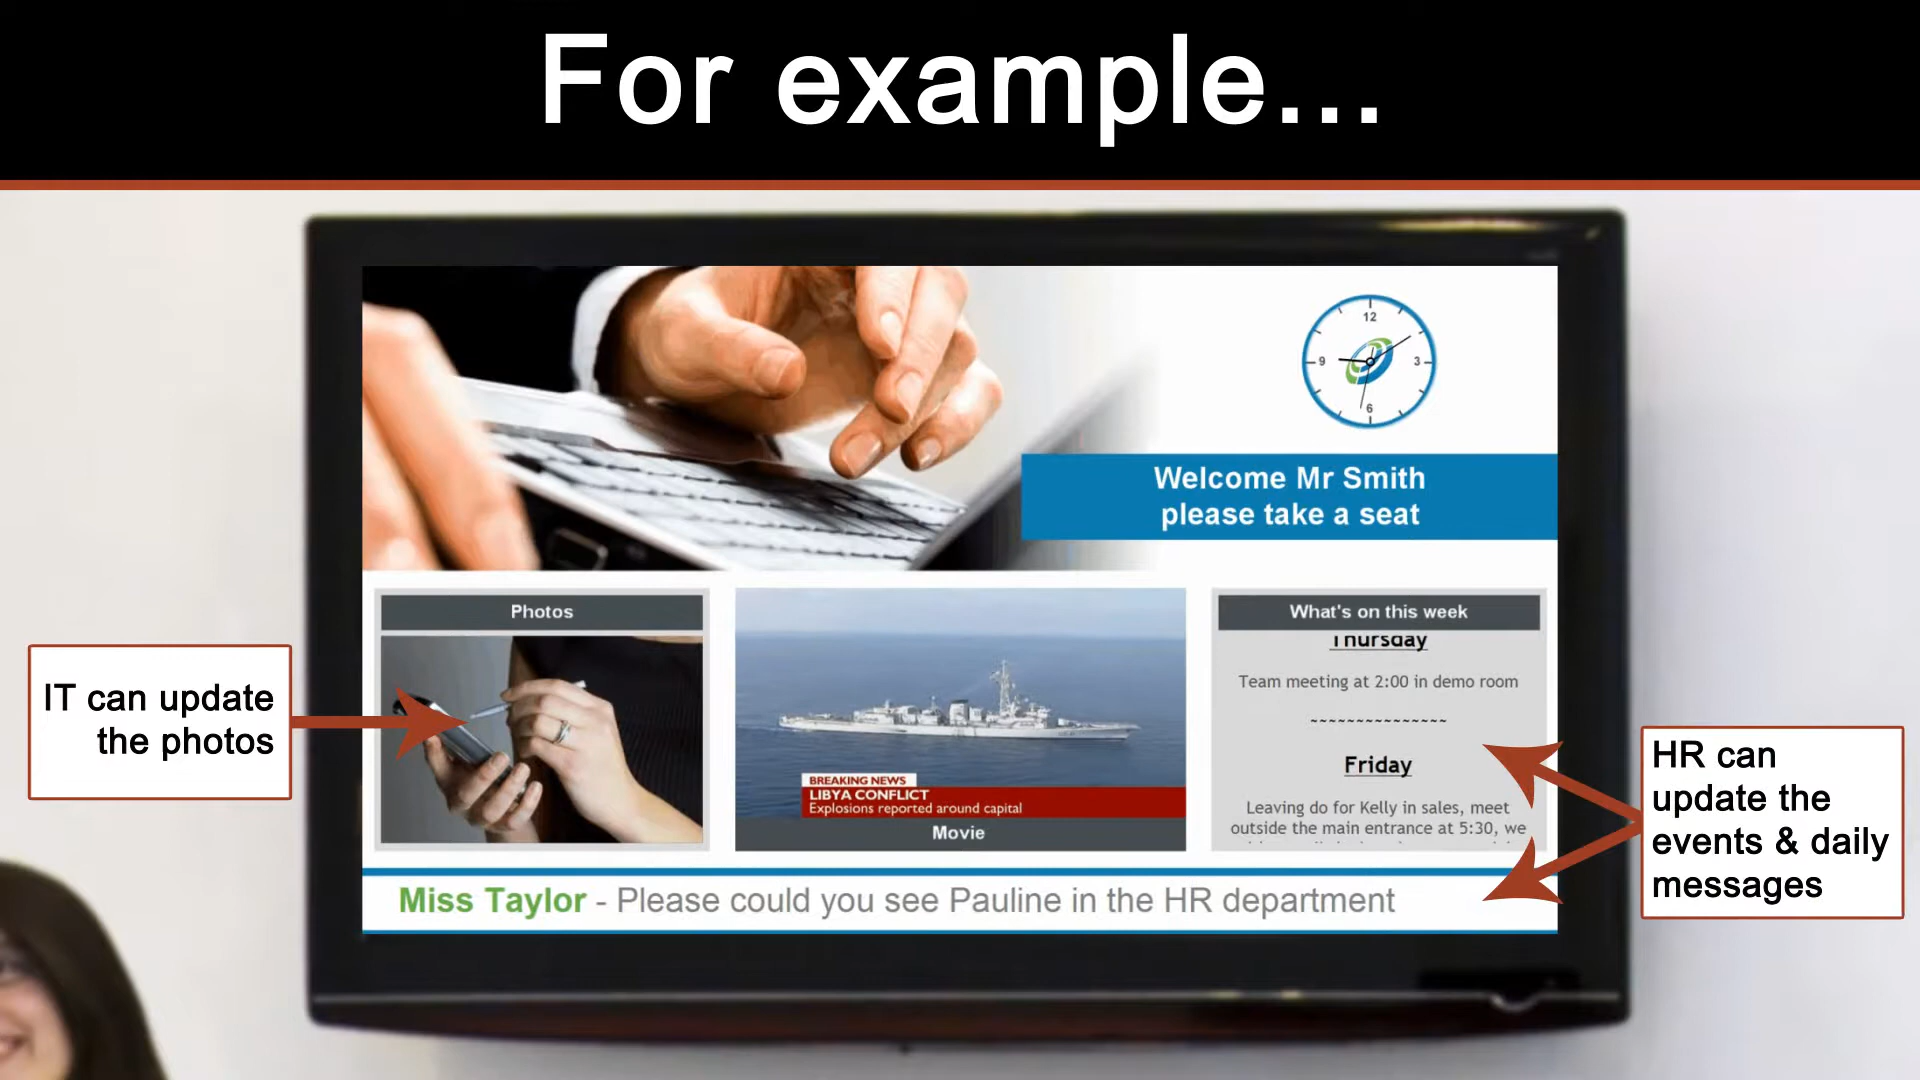 For example...
12
9
3
6
Welcome Mr Smith
please take a seat
Photos
What's on this week
Thursday
Team meeting at 2:00 in demo room
~~~~~~~~~~~~~~~
Friday
Leaving do for Kelly in sales, meet
outside the main entrance at 5:30, we
BREAKING NEWS
LIBYA CONFLICT
Explosions reported around capital
Movie
IT can update
the photos
HR can
update the
events & daily
messages
Miss Taylor - Please could you see Pauline in the HR department